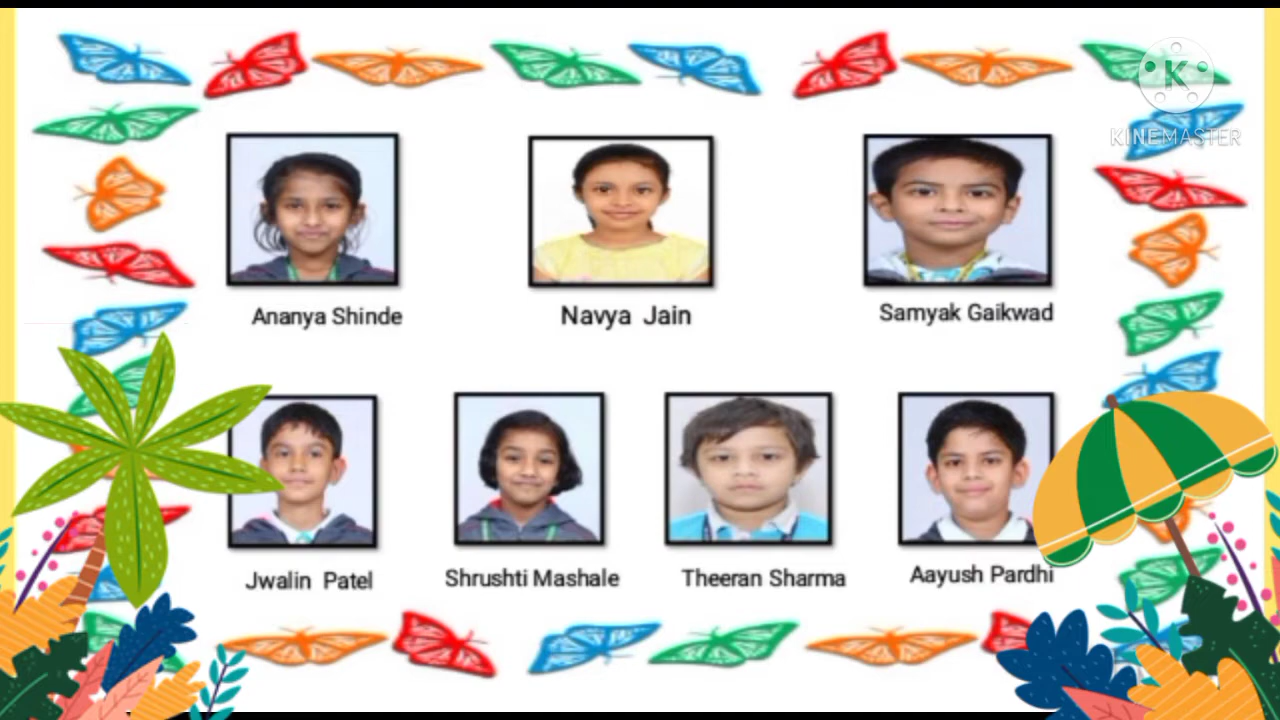 K
KINEMASTER
Ananya Shinde
Navya Jain
Samyak Gaikwad
Jwalin Patel
Shrushti Mashale
Theeran Sharma
Aayush Pardhi